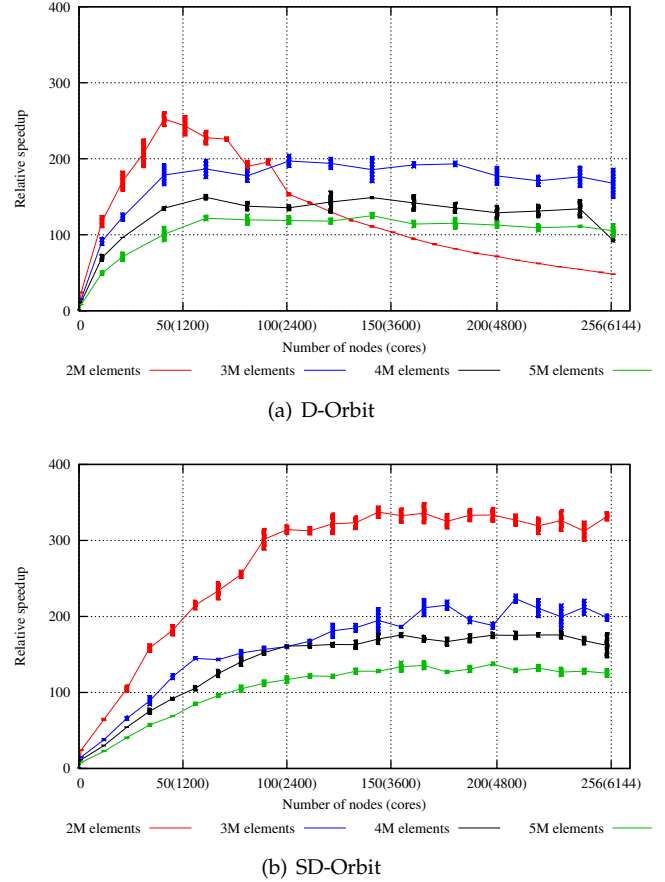 400
300
200
100
0
Relative speedup
0 50(1200) 100(2400) 150(3600) 200(4800) 256(6144)
Number of nodes (cores)
2M elements 3M elements 4M elements 5M elements
(a) D-Orbit
400
300
200
100
0
Relative speedup
0 50(1200) 100(2400) 150(3600) 200(4800) 256(6144)
Number of nodes (cores)
2M elements 3M elements 4M elements 5M elements
(b) SD-Orbit